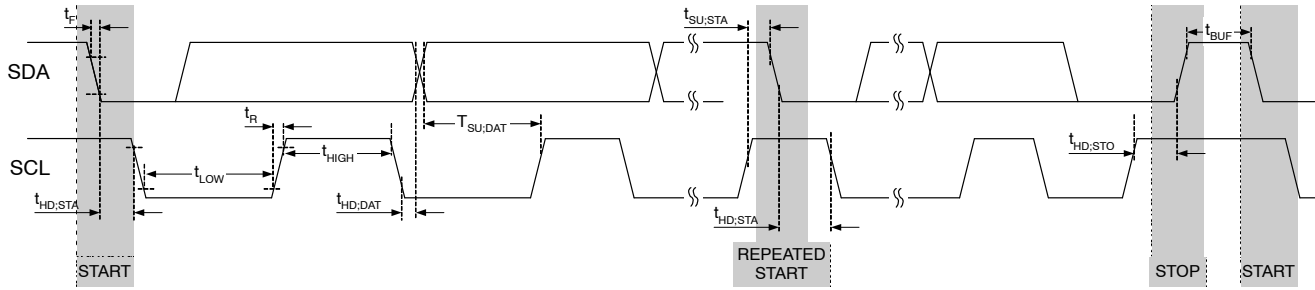 tF
tSU;STA
tBUF
SDA
tR
TSU;DAT
SCL
tHIGH
tLOW
tHD;STO
tHD;STA
tHD;DAT
tHD;STA
START
REPEATED
START
STOP
START